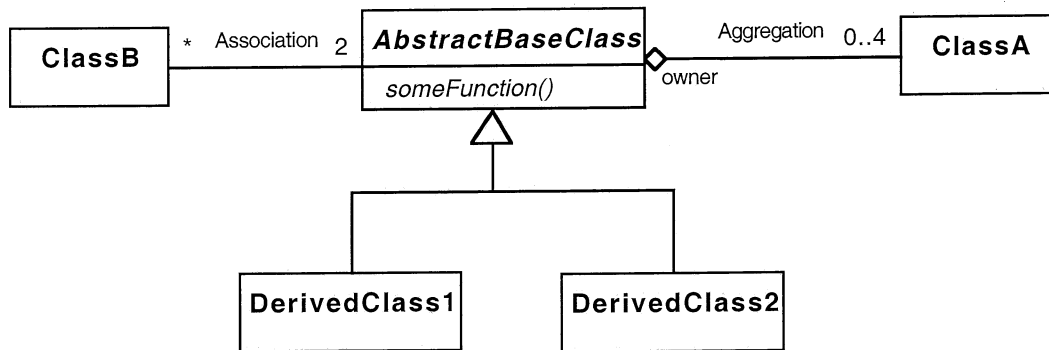 ClassB
* Association 2
AbstractBaseClass
someFunction()
Aggregation 0..4
owner
ClassA
DerivedClass1
DerivedClass2